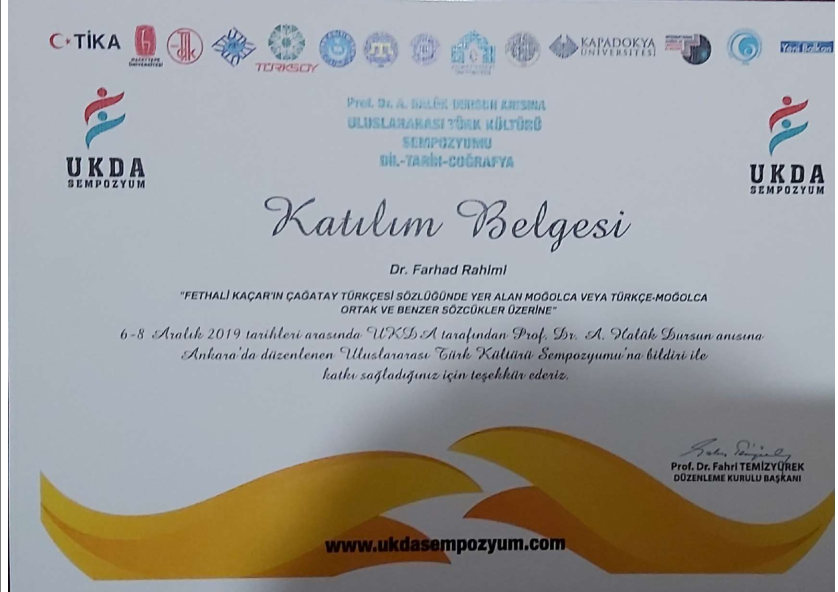 TİKA
TÜRKSOY
KAPADOKYA
ÜNİVERSİTESİ
Yeni Balkan
Prof. Dr. A. HALÛK DURSUN ANISINA
ULUSLARARASI TÜRK KÜLTÜRÜ
SEMPOZYUMU
DİL-TARİH-COĞRAFYA
UKDA
SEMPOZYUM
UKDA
SEMPOZYUM
Katılım Belgesi
Dr. Farhad Rahimi
"FETHALİ KAÇAR'IN ÇAĞATAY TÜRKÇESİ SÖZLÜĞÜNDE YER ALAN MOĞOLCA VEYA TÜRKÇE-MOĞOLCA
ORTAK VE BENZER SÖZCÜKLER ÜZERİNE"
6-8 Aralık 2019 tarihleri arasında UKDA tarafından Prof. Dr. A. Halûk Dursun anısına
Ankara'da düzenlenen Uluslararası Türk Kültürü Sempozyumu'na bildiri ile
katkı sağladığınız için teşekkür ederiz.
Prof. Dr. Fahri TEMİZYÜREK
DÜZENLEME KURULU BAŞKANI
www.ukdasempozyum.com